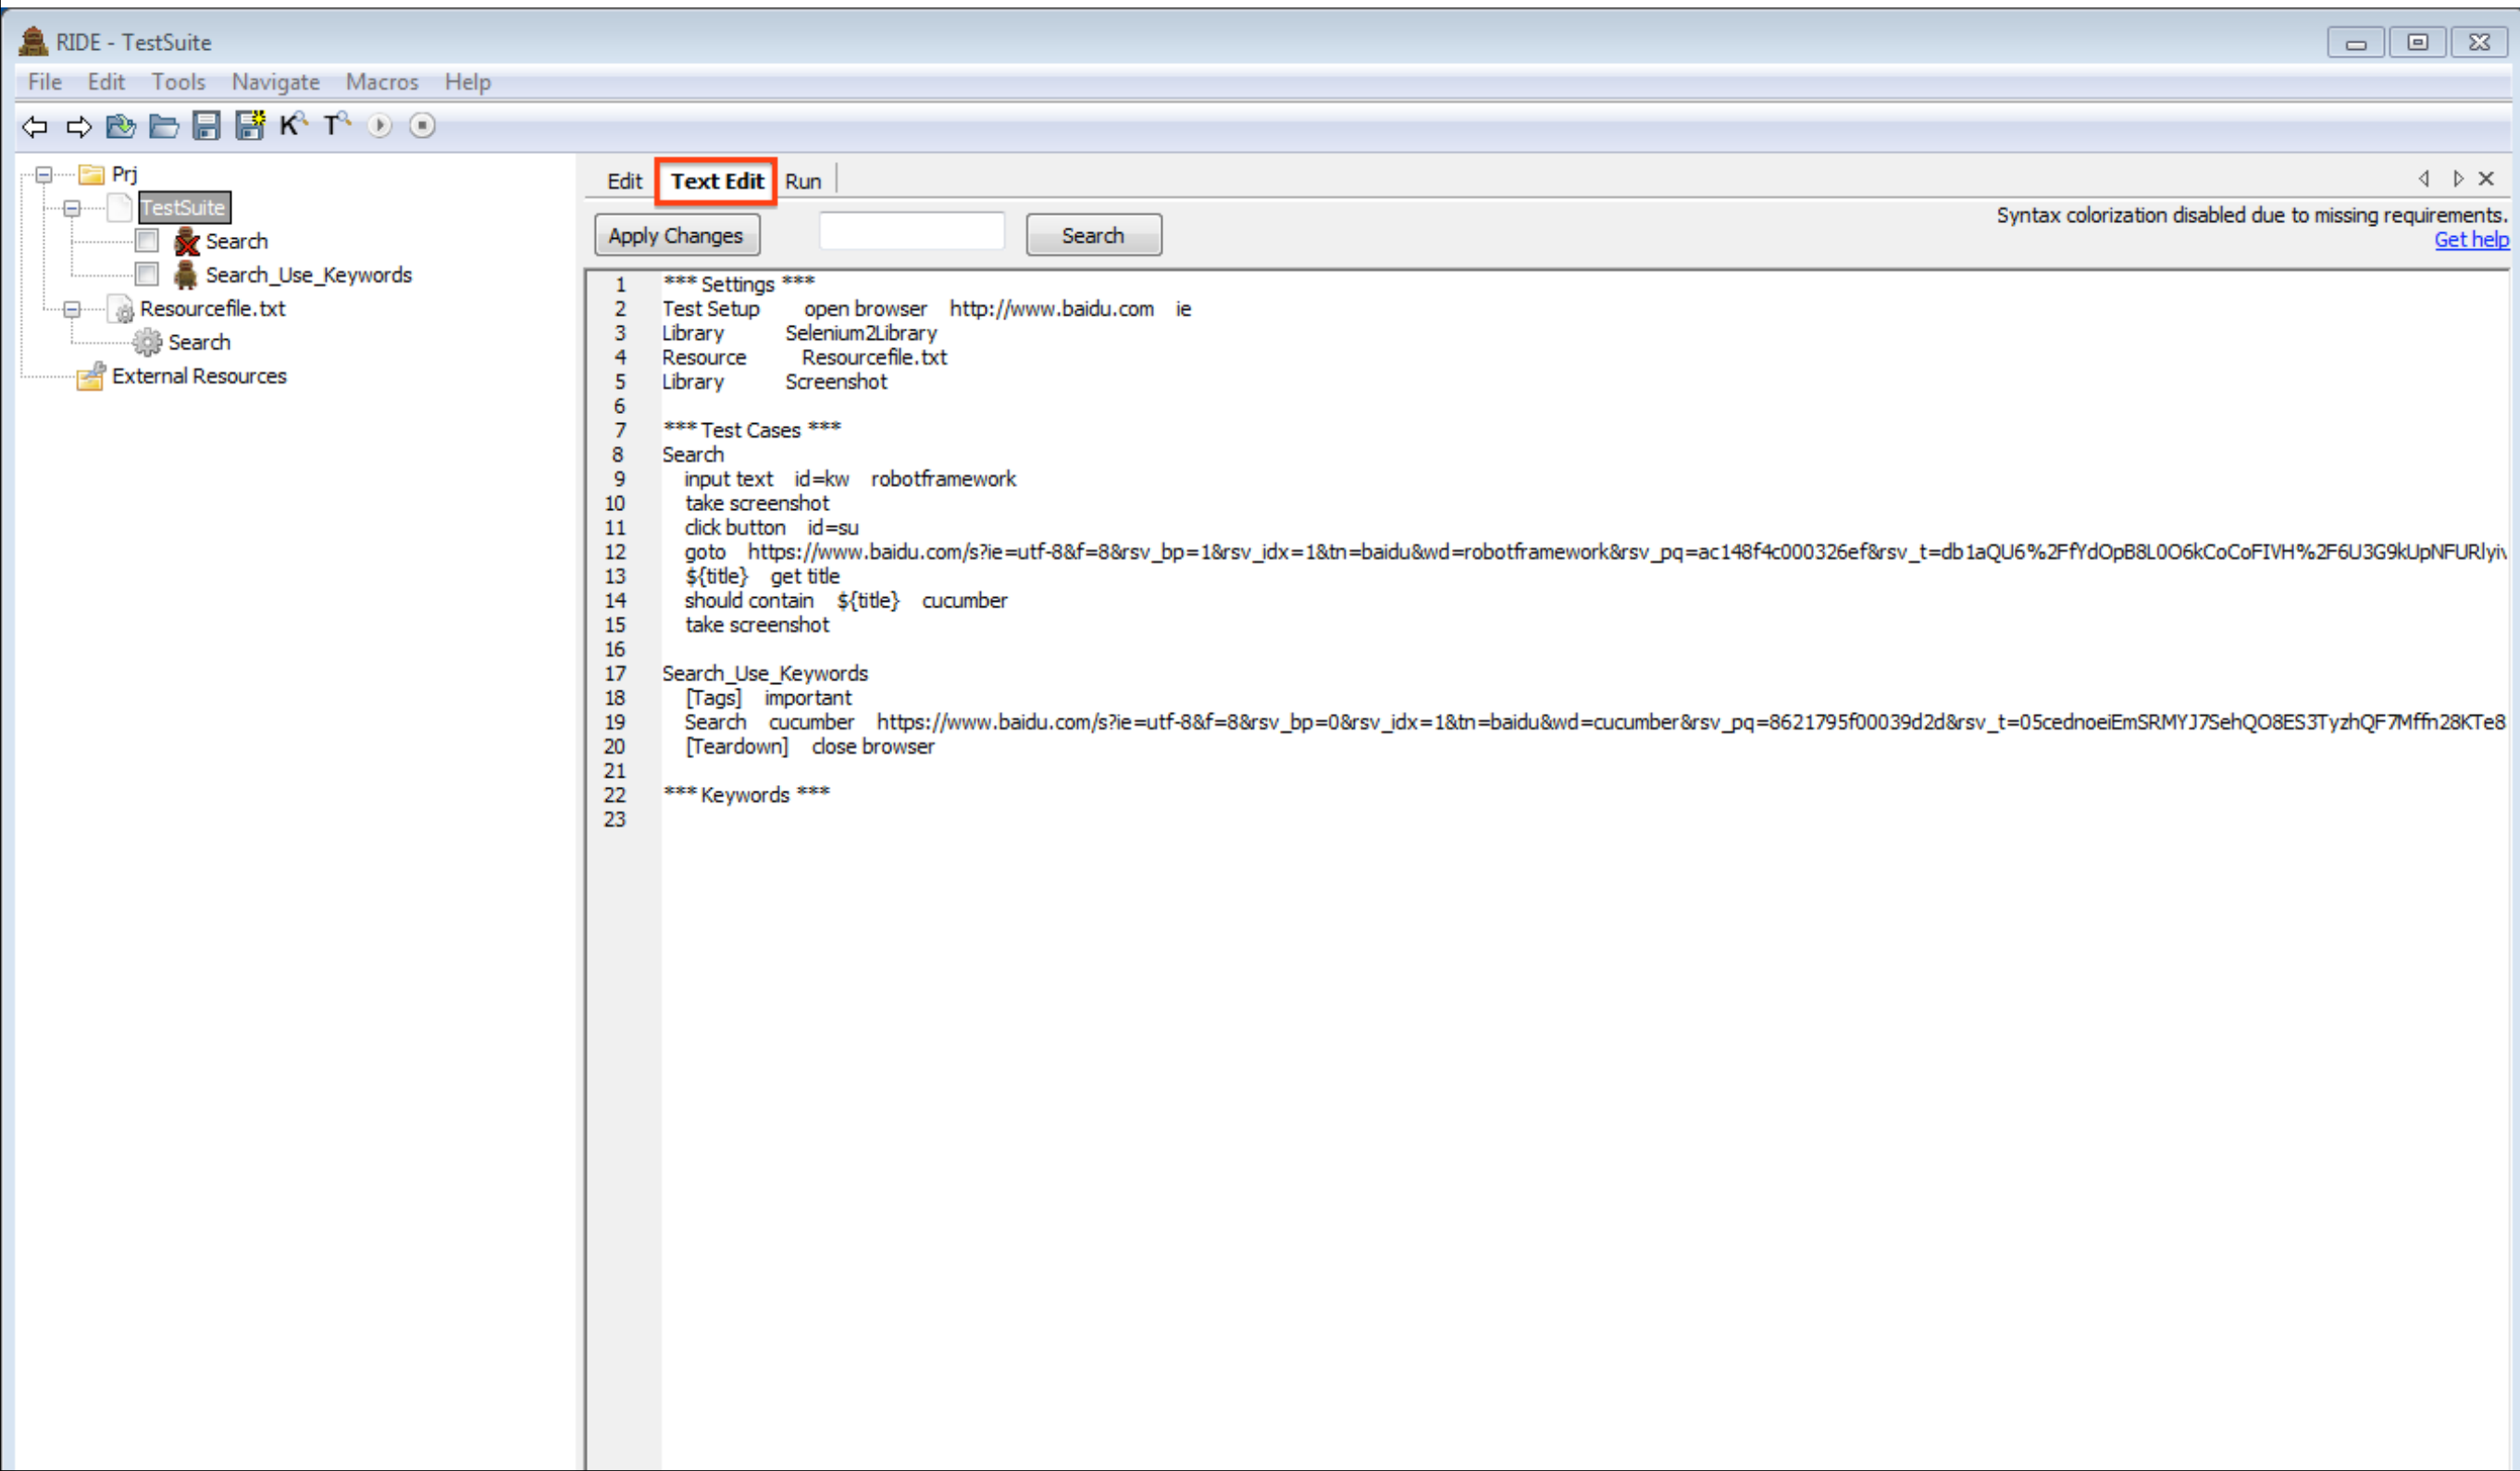 RIDE - TestSuite
File Edit Tools Navigate Macros Help
K T
Prj
TestSuite
Search
Search_Use_Keywords
Resourcefile.txt
Search
External Resources
Edit Text Edit Run
Apply Changes Search
Syntax colorization disabled due to missing requirements.
Get help
1 *** Settings ***
2 Test Setup open browser http://www.baidu.com ie
3 Library Selenium2Library
4 Resource Resourcefile.txt
5 Library Screenshot
6
7 *** Test Cases ***
8 Search
9 input text id=kw robotframework
10 take screenshot
11 click button id=su
12 goto https://www.baidu.com/s?ie=utf-8&f=8&rsv_bp=1&rsv_idx=1&tn=baidu&wd=robotframework&rsv_pq=ac148f4c000326ef&rsv_t=db1aQU6%2FfYdOpB8L0O6kCoCoFIVH%2F6U3G9kUpNFURlyiv
13 ${title} get title
14 should contain ${title} cucumber
15 take screenshot
16
17 Search_Use_Keywords
18 [Tags] important
19 Search cucumber https://www.baidu.com/s?ie=utf-8&f=8&rsv_bp=0&rsv_idx=1&tn=baidu&wd=cucumber&rsv_pq=8621795f00039d2d&rsv_t=05cednoeiEmSRMYJ7SehQO8ES3TyzhQF7Mffn28KTe8
20 [Teardown] close browser
21
22 *** Keywords ***
23